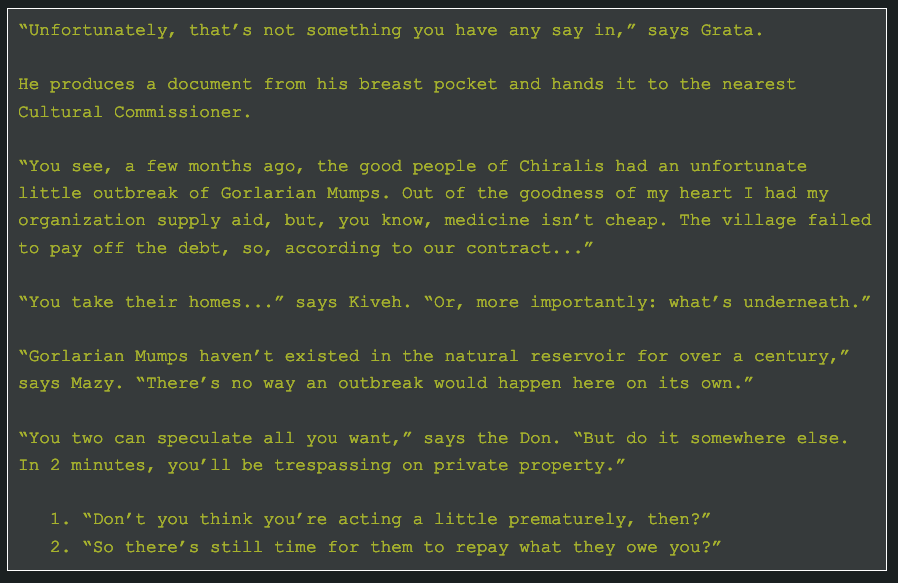 “Unfortunately, that’s not something you have any say in,” says Grata.
He produces a document from his breast pocket and hands it to the nearest
Cultural Commissioner.
“You see, a few months ago, the good people of Chiralis had an unfortunate
little outbreak of Gorlarian Mumps. Out of the goodness of my heart I had my
organization supply aid, but, you know, medicine isn’t cheap. The village failed
to pay off the debt, so, according to our contract...”
“You take their homes...” says Kiveh. “Or, more importantly: what’s underneath.”
“Gorlarian Mumps haven’t existed in the natural reservoir for over a century,”
says Mazy. “There’s no way an outbreak would happen here on its own.”
“You two can speculate all you want,” says the Don. “But do it somewhere else.
In 2 minutes, you’ll be trespassing on private property.”
1. “Don’t you think you’re acting a little prematurely, then?”
2. “So there’s still time for them to repay what they owe you?”